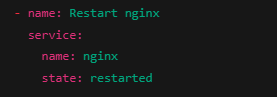 - name: Restart nginx
  service:
    name: nginx
    state: restarted